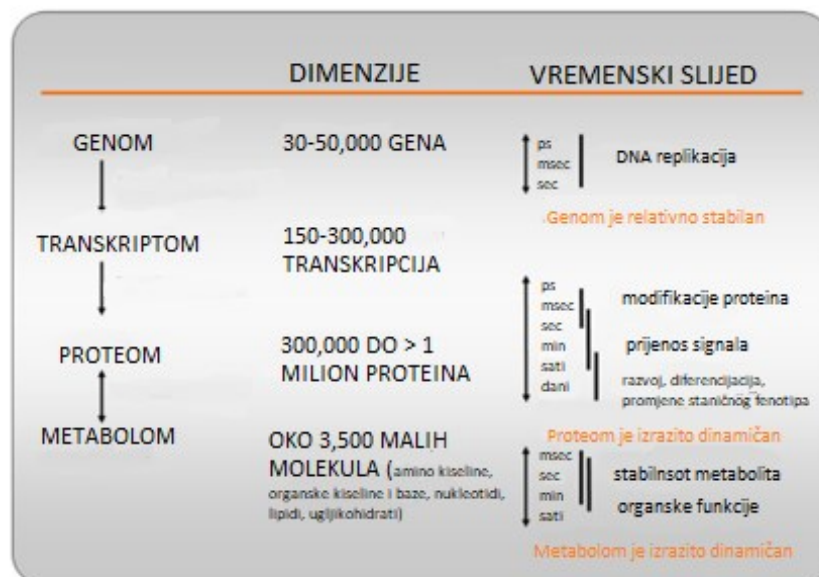 DIMENZIJE VREMENSKI SLIJED
GENOM 30-50,000 GENA
ps
msec
sec
DNA replikacija
Genom je relativno stabilan
TRANSKRIPTOM 150-300,000
TRANSKRIPCIJA
ps
msec
sec
min
sati
dani
modifikacije proteina
prijenos signala
razvoj, diferencijacija,
promjene staničnog fenotipa
PROTEOM 300,000 DO > 1
MILION PROTEINA
Proteom je izrazito dinamičan
METABOLOM OKO 3,500 MALIH
MOLEKULA (amino kiseline,
organske kiseline i baze, nukleotidi,
lipidi, ugljikohidrati)
msec
sec
min
sati
stabilnsot metabolita
organske funkcije
Metabolom je izrazito dinamičan